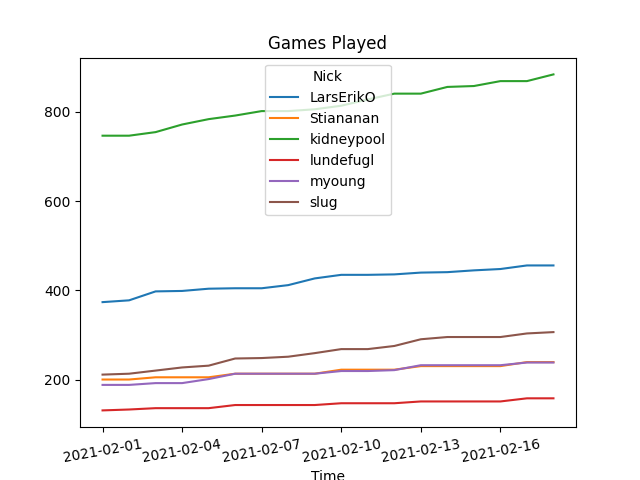 Games Played
Nick
LarsErikO
Stiananan
kidneypool
lundefugl
myoung
slug
800
600
400
200
2021-02-01 2021-02-04 2021-02-07 2021-02-10 2021-02-13 2021-02-16
Time